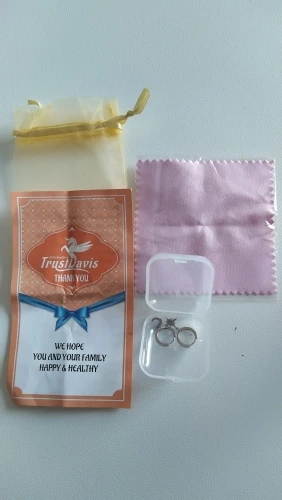 TrustDavis
THANK YOU
WE HOPE
YOU AND YOUR FAMILY
HAPPY & HEALTHY